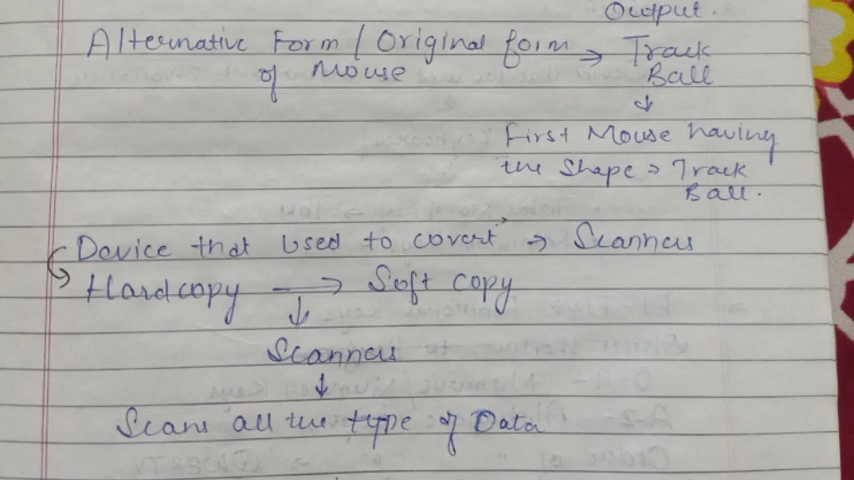 Output.
Alternative Form / Original form → Track
of Mouse Ball
↓
First Mouse having
the Shape → Track
Ball.
Device that used to covert → Scanners
Hardcopy → Soft copy
↓
Scanners
↓
Scans all the type of Data